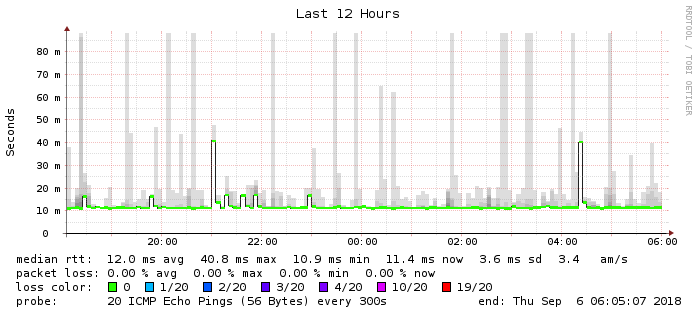 Last 12 Hours
RRDTOOL / TOBI OETIKER
Seconds
80 m
70 m
60 m
50 m
40 m
30 m
20 m
10 m
0
20:00 22:00 00:00 02:00 04:00 06:00
median rtt: 12.0 ms avg 40.8 ms max 10.9 ms min 11.4 ms now 3.6 ms sd 3.4 am/s
packet loss: 0.00 % avg 0.00 % max 0.00 % min 0.00 % now
loss color: 0 1/20 2/20 3/20 4/20 10/20 19/20
probe: 20 ICMP Echo Pings (56 Bytes) every 300s end: Thu Sep 6 06:05:07 2018